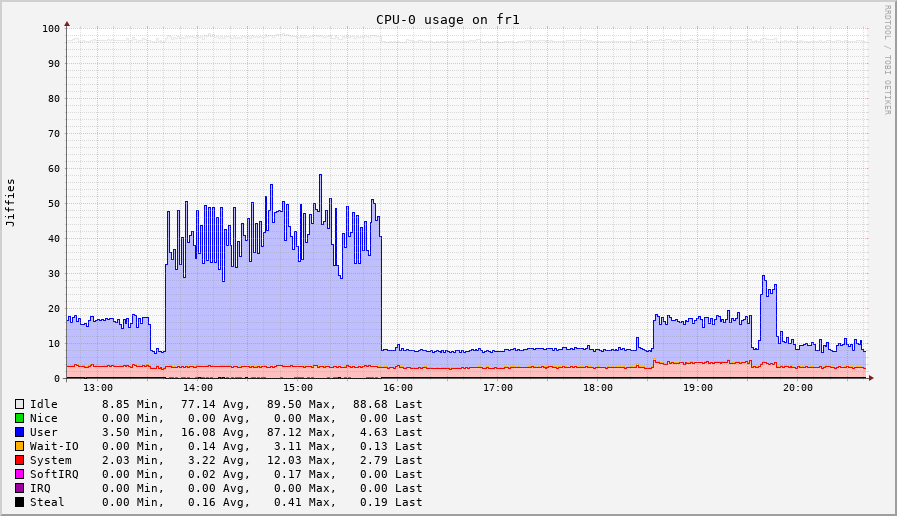 CPU-0 usage on fr1
RRDTOOL / TOBI OETIKER
Jiffies
100
90
80
70
60
50
40
30
20
10
0
13:00 14:00 15:00 16:00 17:00 18:00 19:00 20:00
Idle 8.85 Min, 77.14 Avg, 89.50 Max, 88.68 Last
Nice 0.00 Min, 0.00 Avg, 0.00 Max, 0.00 Last
User 3.50 Min, 16.08 Avg, 87.12 Max, 4.63 Last
Wait-IO 0.00 Min, 0.14 Avg, 3.11 Max, 0.13 Last
System 2.03 Min, 3.22 Avg, 12.03 Max, 2.79 Last
SoftIRQ 0.00 Min, 0.02 Avg, 0.17 Max, 0.00 Last
IRQ 0.00 Min, 0.00 Avg, 0.00 Max, 0.00 Last
Steal 0.00 Min, 0.16 Avg, 0.41 Max, 0.19 Last